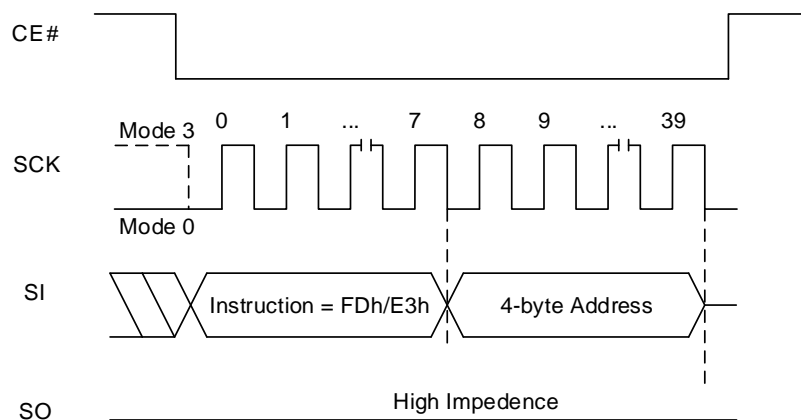 CE#
0 1 ... 7 8 9 ... 39
Mode 3
SCK
Mode 0
SI
Instruction = FDh/E3h
4-byte Address
High Impedence
SO